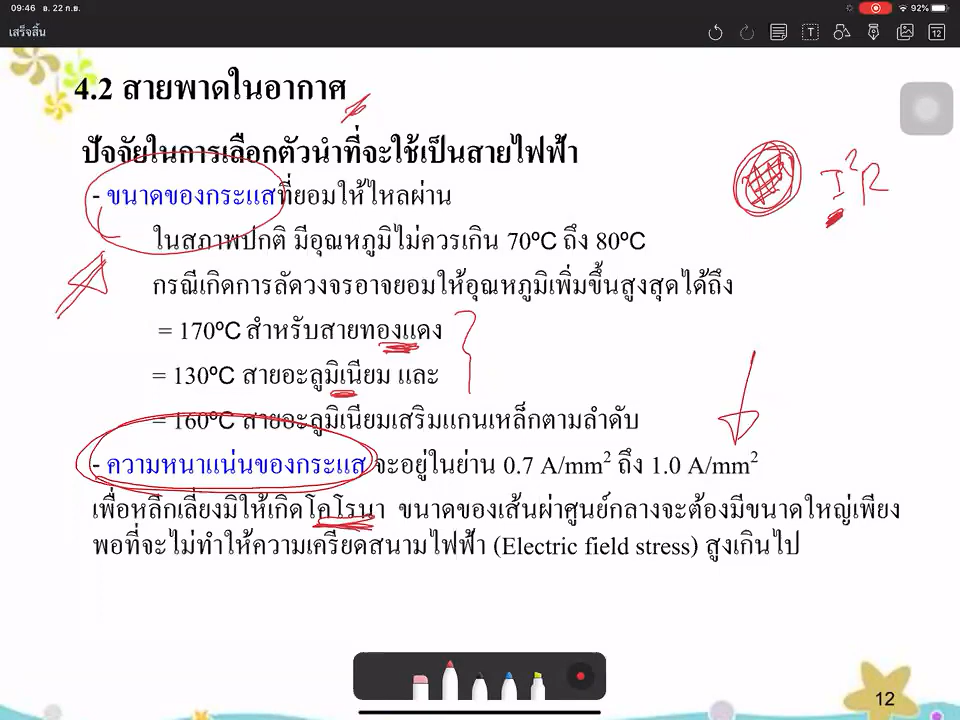 09:46 อ. 22 ก.ย. 92%
เสร็จสิ้น
12
4.2 สายพาดในอากาศ
ปัจจัยในการเลือกตัวนำที่จะใช้เป็นสายไฟฟ้า
- ขนาดของกระแสที่ยอมให้ไหลผ่าน
I²R
ในสภาพปกติ มีอุณหภูมิไม่ควรเกิน 70ºC ถึง 80ºC
กรณีเกิดการลัดวงจรอาจยอมให้อุณหภูมิเพิ่มขึ้นสูงสุดได้ถึง
= 170ºC สำหรับสายทองแดง
= 130ºC สายอะลูมิเนียม และ
= 160ºC สายอะลูมิเนียมเสริมแกนเหล็กตามลำดับ
- ความหนาแน่นของกระแส จะอยู่ในย่าน 0.7 A/mm² ถึง 1.0 A/mm²
เพื่อหลีกเลี่ยงมิให้เกิดโคโรนา ขนาดของเส้นผ่าศูนย์กลางจะต้องมีขนาดใหญ่เพียง
พอที่จะไม่ทำให้ความเครียดสนามไฟฟ้า (Electric field stress) สูงเกินไป
12